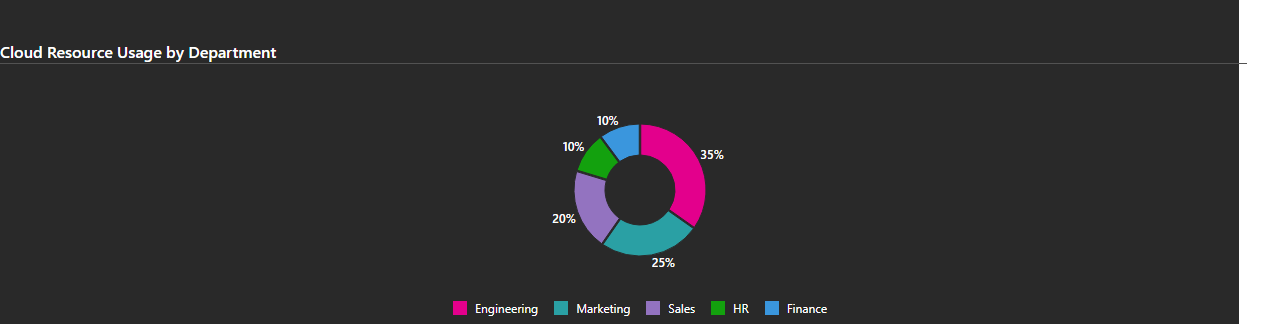 Cloud Resource Usage by Department
10%
35%
10%
20%
25%
Engineering Marketing Sales HR Finance